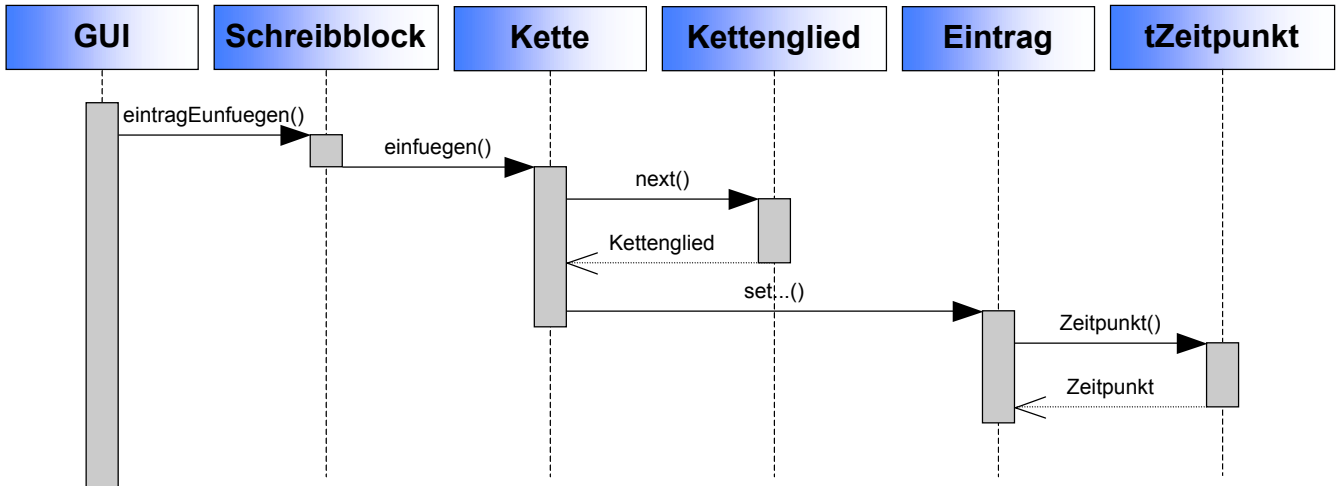 GUI
Schreibblock
Kette
Kettenglied
Eintrag
tZeitpunkt
eintragEunfuegen()
einfuegen()
next()
Kettenglied
set...()
Zeitpunkt()
Zeitpunkt